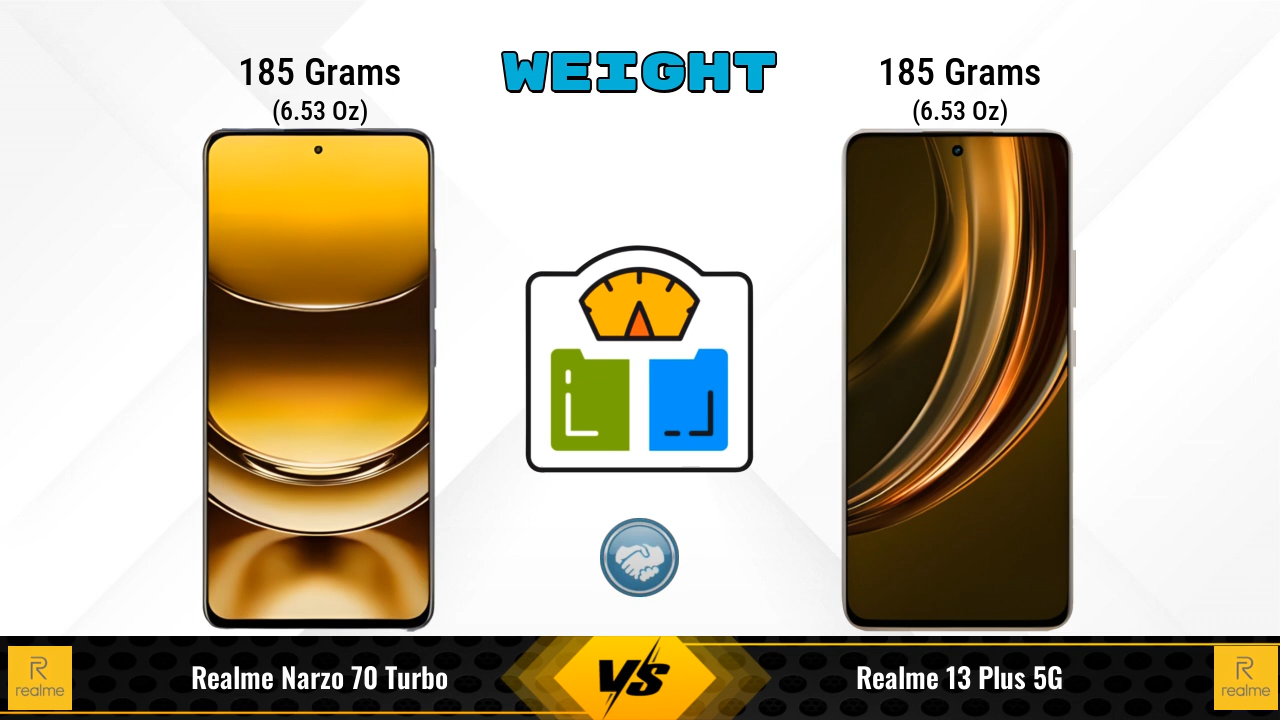 WEIGHT
185 Grams
(6.53 Oz)
185 Grams
(6.53 Oz)
realme
Realme Narzo 70 Turbo
VS
Realme 13 Plus 5G
realme